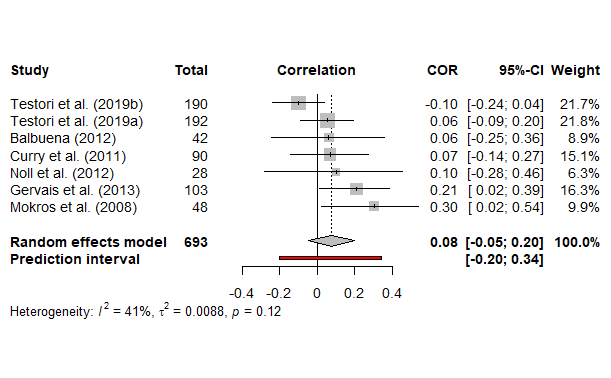 Study Total Correlation COR 95%-CI Weight
Testori et al. (2019b) 190 -0.10 [-0.24; 0.04] 21.7%
Testori et al. (2019a) 192 0.06 [-0.09; 0.20] 21.8%
Balbuena (2012) 42 0.06 [-0.25; 0.36] 8.9%
Curry et al. (2011) 90 0.07 [-0.14; 0.27] 15.1%
Noll et al. (2012) 28 0.10 [-0.28; 0.46] 6.3%
Gervais et al. (2013) 103 0.21 [ 0.02; 0.39] 16.3%
Mokros et al. (2008) 48 0.30 [ 0.02; 0.54] 9.9%
Random effects model 693 0.08 [-0.05; 0.20] 100.0%
Prediction interval [-0.20; 0.34]
-0.4 -0.2 0 0.2 0.4
Heterogeneity: I² = 41%, τ² = 0.0088, p = 0.12